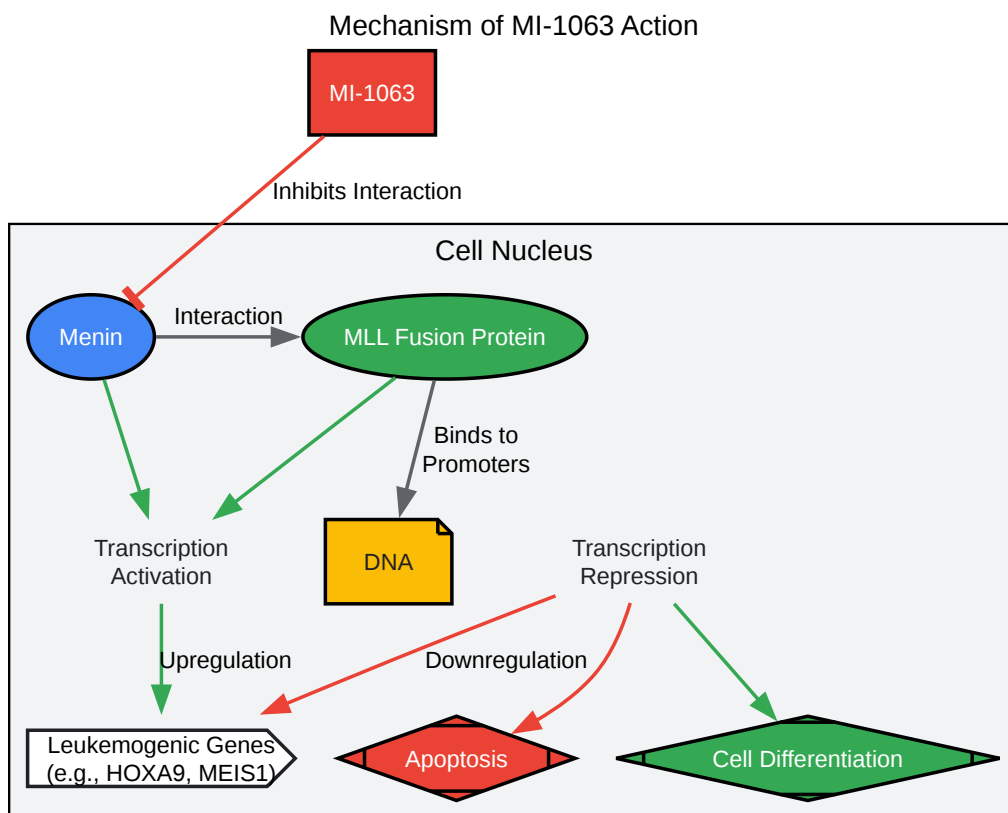 Mechanism of MI-1063 Action
MI-1063
Inhibits Interaction
Cell Nucleus
Menin
Interaction
MLL Fusion Protein
Binds to
Promoters
Transcription
Activation
DNA
Transcription
Repression
Upregulation
Downregulation
Leukemogenic Genes
(e.g., HOXA9, MEIS1)
Apoptosis
Cell Differentiation